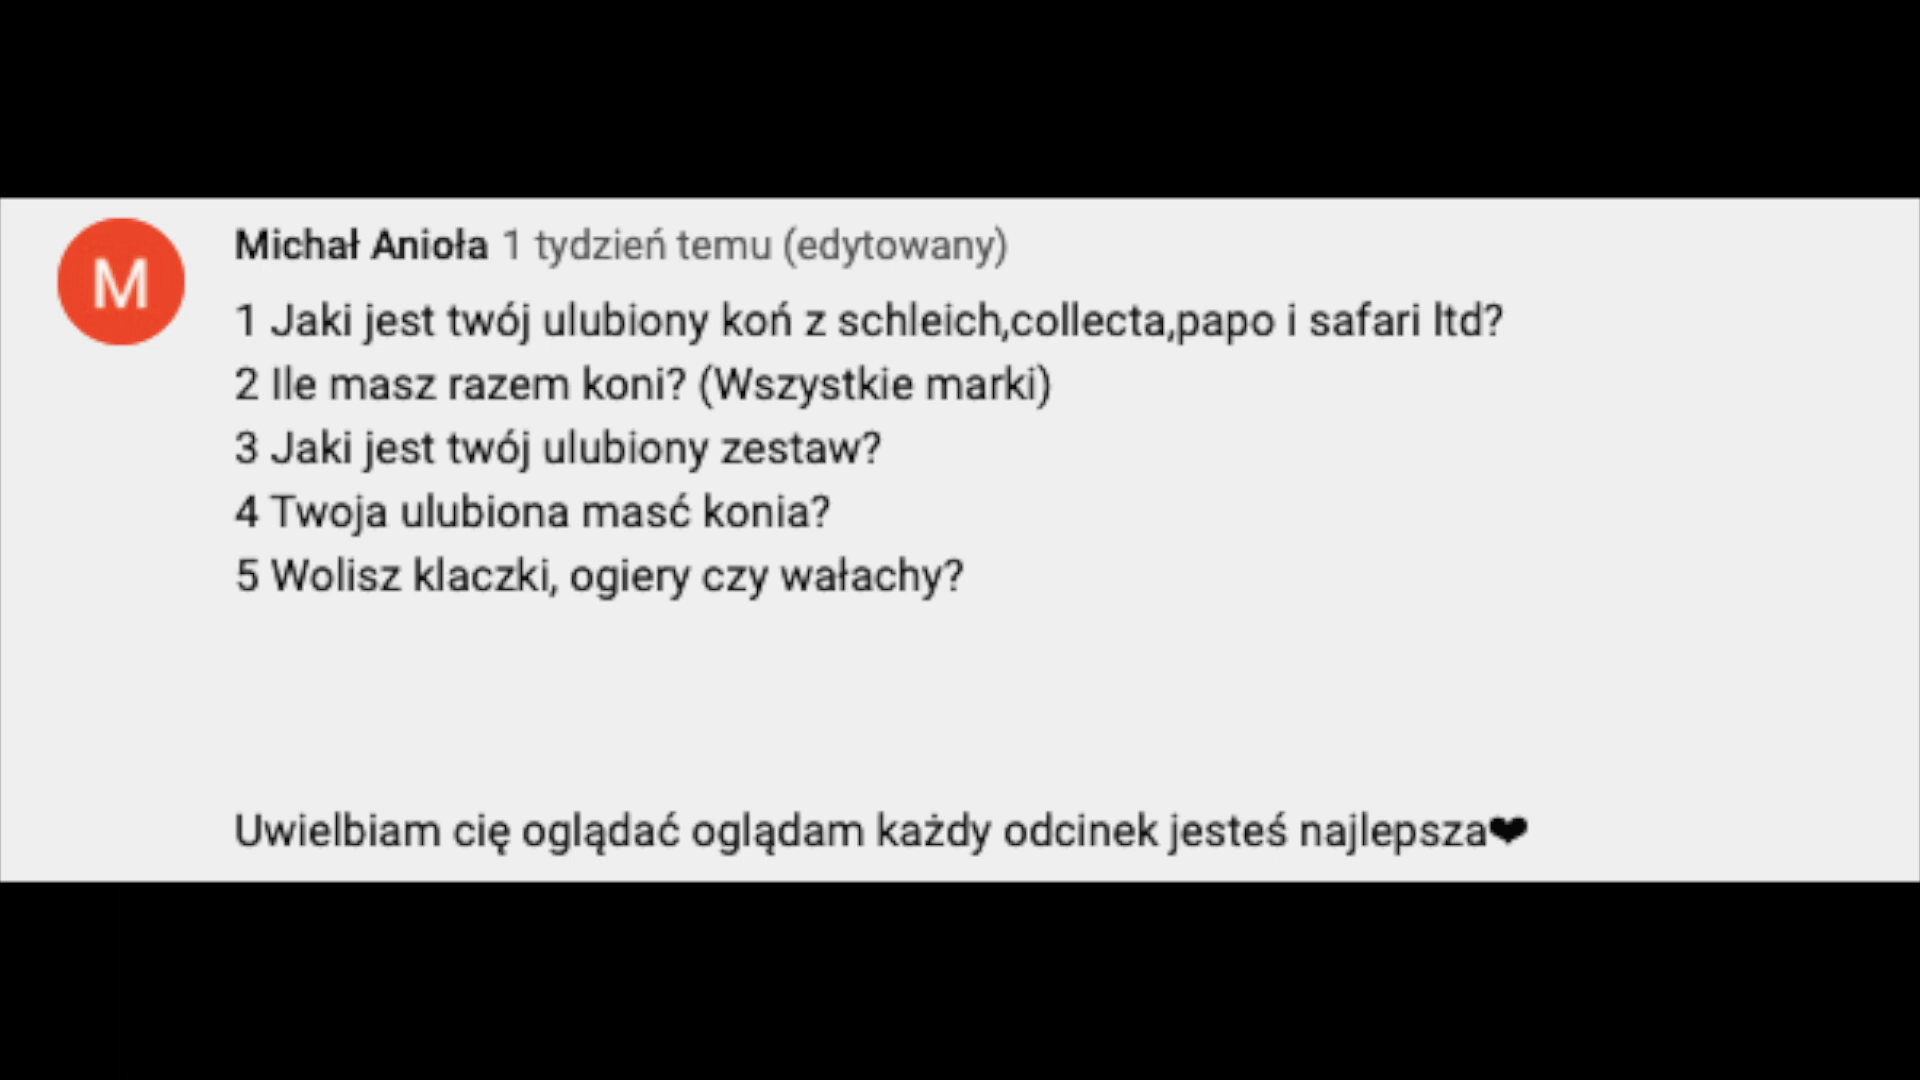 M
Michał Anioła 1 tydzień temu (edytowany)
1 Jaki jest twój ulubiony koń z schleich,collecta,papo i safari ltd?
2 Ile masz razem koni? (Wszystkie marki)
3 Jaki jest twój ulubiony zestaw?
4 Twoja ulubiona masć konia?
5 Wolisz klaczki, ogiery czy wałachy?
Uwielbiam cię oglądać oglądam każdy odcinek jesteś najlepsza❤